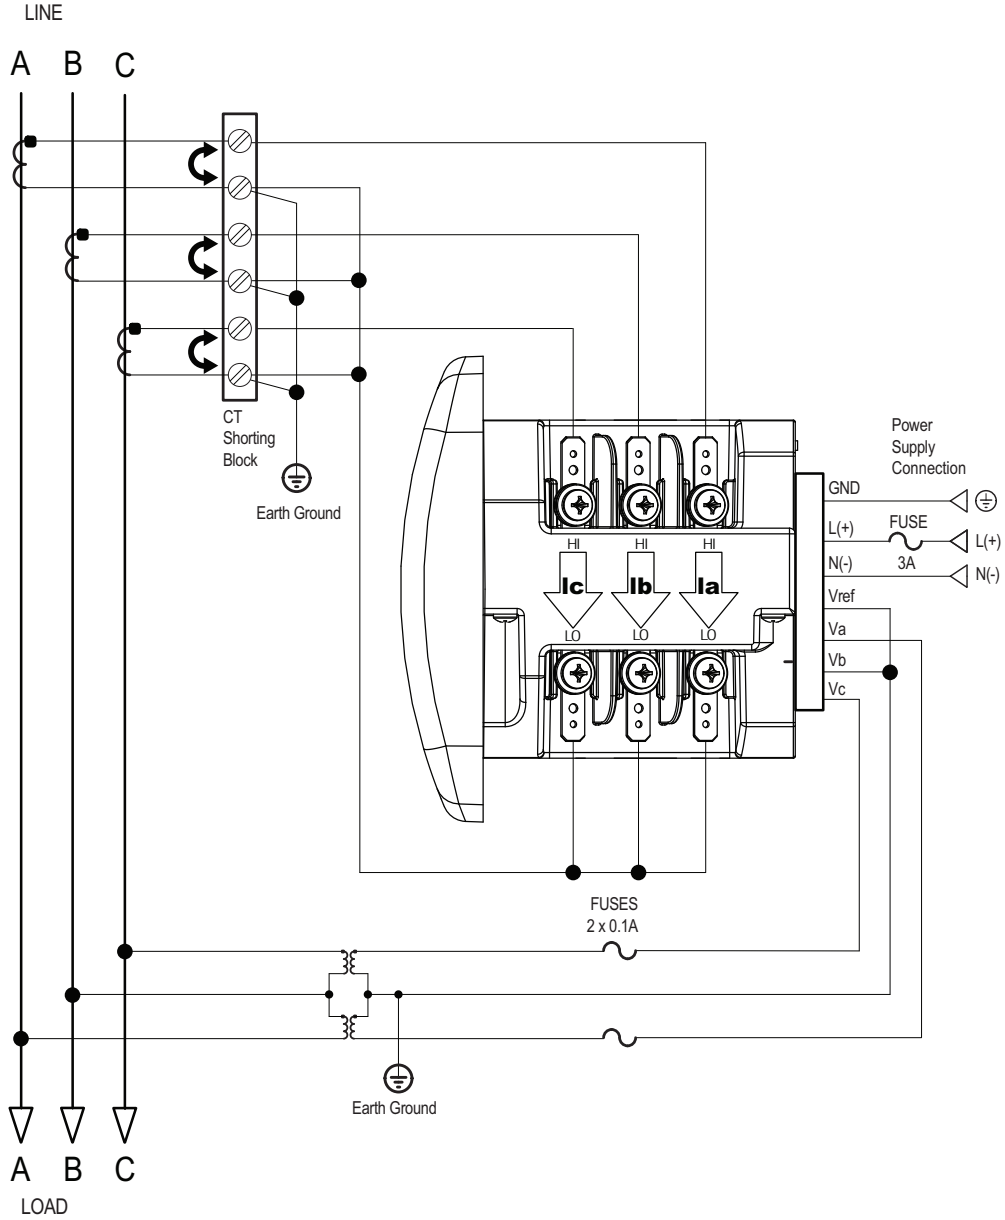 LINE
A B C
CT
Shorting
Block
Earth Ground
Power
Supply
Connection
GND
L(+) FUSE L(+)
3A
N(-) N(-)
Vref
Va
Vb
Vc
HI HI HI
Ic Ib Ia
LO LO LO
FUSES
2 x 0.1A
Earth Ground
A B C
LOAD